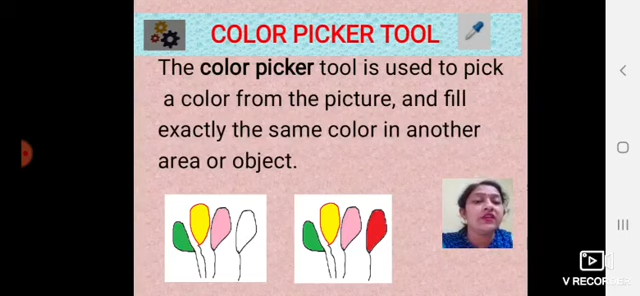 COLOR PICKER TOOL
The color picker tool is used to pick
a color from the picture, and fill
exactly the same color in another
area or object.
V RECORDER